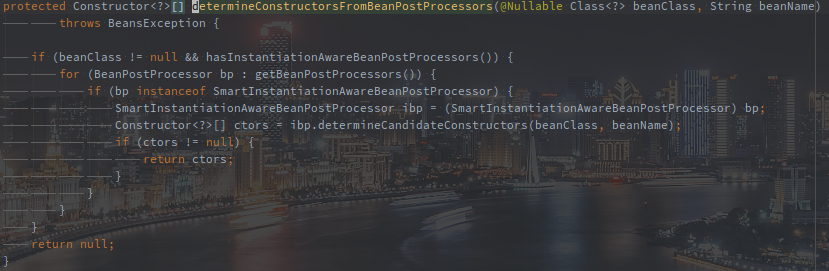 protected Constructor<?>[] determineConstructorsFromBeanPostProcessors(@Nullable Class<?> beanClass, String beanName)
throws BeansException {
if (beanClass != null && hasInstantiationAwareBeanPostProcessors()) {
for (BeanPostProcessor bp : getBeanPostProcessors()) {
if (bp instanceof SmartInstantiationAwareBeanPostProcessor) {
SmartInstantiationAwareBeanPostProcessor ibp = (SmartInstantiationAwareBeanPostProcessor) bp;
Constructor<?>[] ctors = ibp.determineCandidateConstructors(beanClass, beanName);
if (ctors != null) {
return ctors;
}
}
}
}
return null;
}